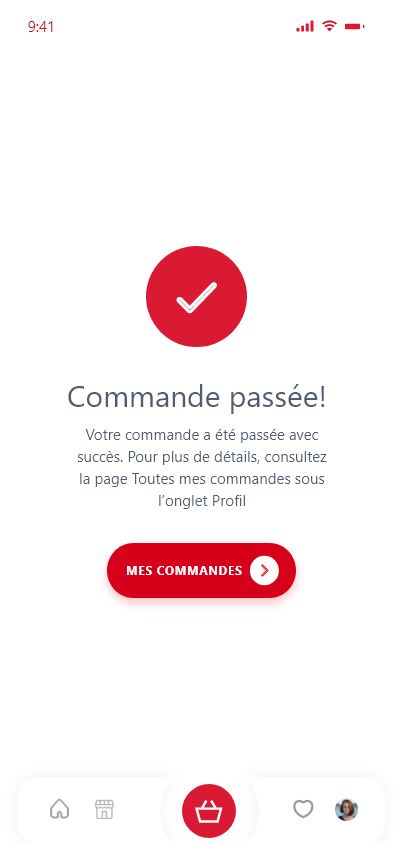 9:41
Commande passée!
Votre commande a été passée avec
succès. Pour plus de détails, consultez
la page Toutes mes commandes sous
l’onglet Profil
MES COMMANDES